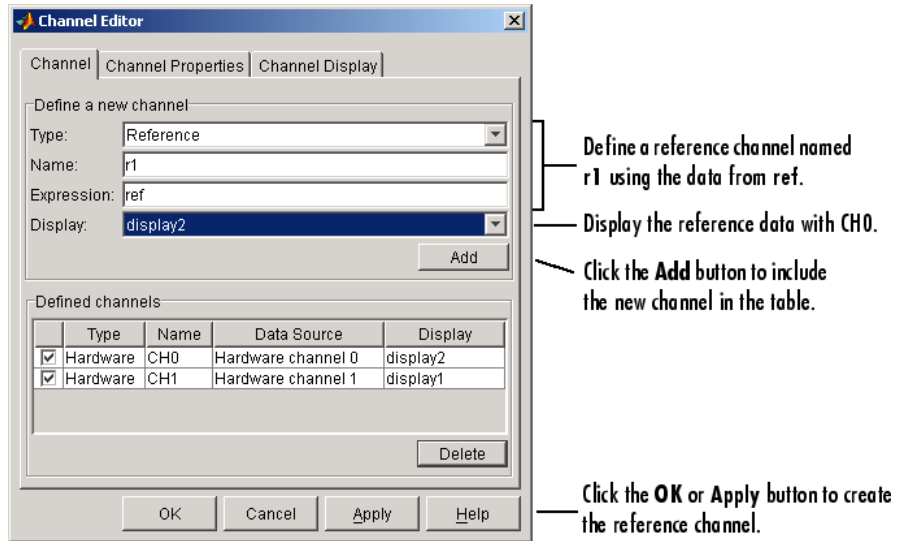 Channel Editor
Channel Channel Properties Channel Display
Define a new channel
Type: Reference
Name: r1
Expression: ref
Display: display2
Add
Define a reference channel named
r1 using the data from ref.
Display the reference data with CH0.
Click the Add button to include
the new channel in the table.
Defined channels
Type Name Data Source Display
Hardware CH0 Hardware channel 0 display2
Hardware CH1 Hardware channel 1 display1
Delete
OK Cancel Apply Help
Click the OK or Apply button to create
the reference channel.